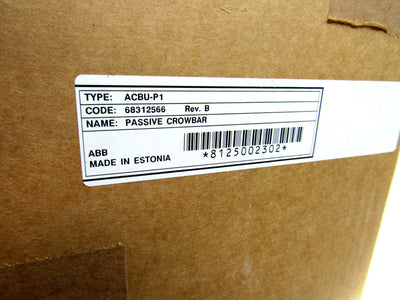 TYPE: ACBU-P1
CODE: 68312566 Rev. B
NAME: PASSIVE CROWBAR
ABB
MADE IN ESTONIA
*8125002302*